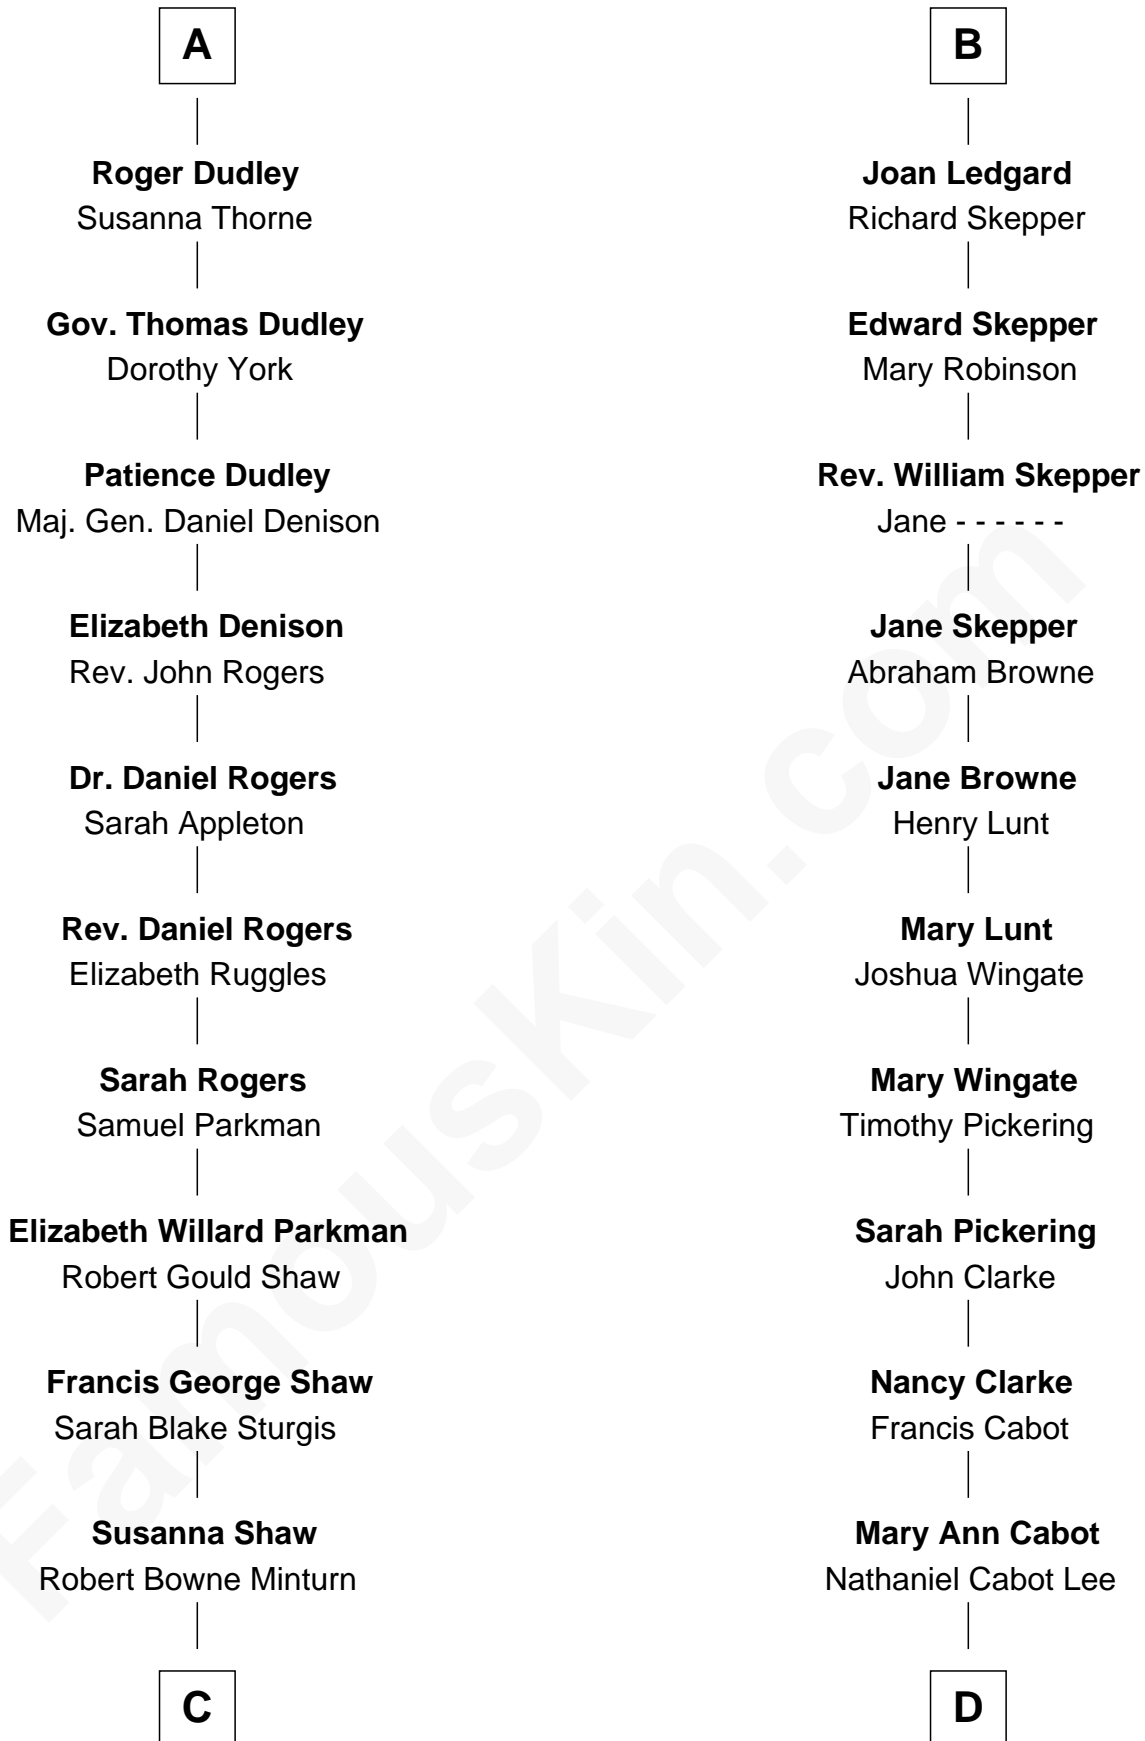 A
Roger Dudley
Susanna Thorne
Gov. Thomas Dudley
Dorothy York
Patience Dudley
Maj. Gen. Daniel Denison
Elizabeth Denison
Rev. John Rogers
Dr. Daniel Rogers
Sarah Appleton
Rev. Daniel Rogers
Elizabeth Ruggles
Sarah Rogers
Samuel Parkman
Elizabeth Willard Parkman
Robert Gould Shaw
Francis George Shaw
Sarah Blake Sturgis
Susanna Shaw
Robert Bowne Minturn
C
B
Joan Ledgard
Richard Skepper
Edward Skepper
Mary Robinson
Rev. William Skepper
Jane - - - - - -
Jane Skepper
Abraham Browne
Jane Browne
Henry Lunt
Mary Lunt
Joshua Wingate
Mary Wingate
Timothy Pickering
Sarah Pickering
John Clarke
Nancy Clarke
Francis Cabot
Mary Ann Cabot
Nathaniel Cabot Lee
D
FamousKin.com